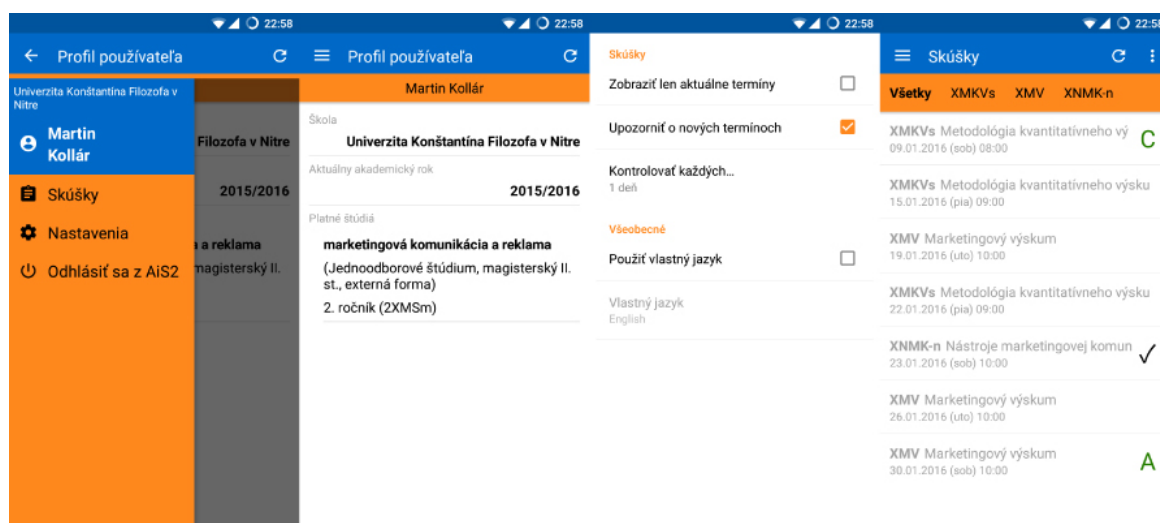 22:58
Profil používateľa
Univerzita Konštantína Filozofa v
Nitre
Martin
Kollár
Skúšky
Nastavenia
Odhlásiť sa z AiS2
Filozofa v Nitre
2015/2016
a a reklama
magisterský II.
22:58
Profil používateľa
Martin Kollár
Škola
Univerzita Konštantína Filozofa v Nitre
Aktuálny akademický rok
2015/2016
Platné štúdiá
marketingová komunikácia a reklama
(Jednoodborové štúdium, magisterský II.
st., externá forma)
2. ročník (2XMSm)
22:58
Skúšky
Zobraziť len aktuálne termíny
Upozorniť o nových termínoch
Kontrolovať každých...
1 deň
Všeobecné
Použiť vlastný jazyk
Vlastný jazyk
English
22:58
Skúšky
Všetky XMKVs XMV XNMK-n
XMKVs Metodológia kvantitatívneho vý C
09.01.2016 (sob) 08:00
XMKVs Metodológia kvantitatívneho výsku
15.01.2016 (pia) 09:00
XMV Marketingový výskum
19.01.2016 (uto) 10:00
XMKVs Metodológia kvantitatívneho výsku
22.01.2016 (pia) 09:00
XNMK-n Nástroje marketingovej komun ✓
23.01.2016 (sob) 10:00
XMV Marketingový výskum
26.01.2016 (uto) 10:00
XMV Marketingový výskum A
30.01.2016 (sob) 10:00